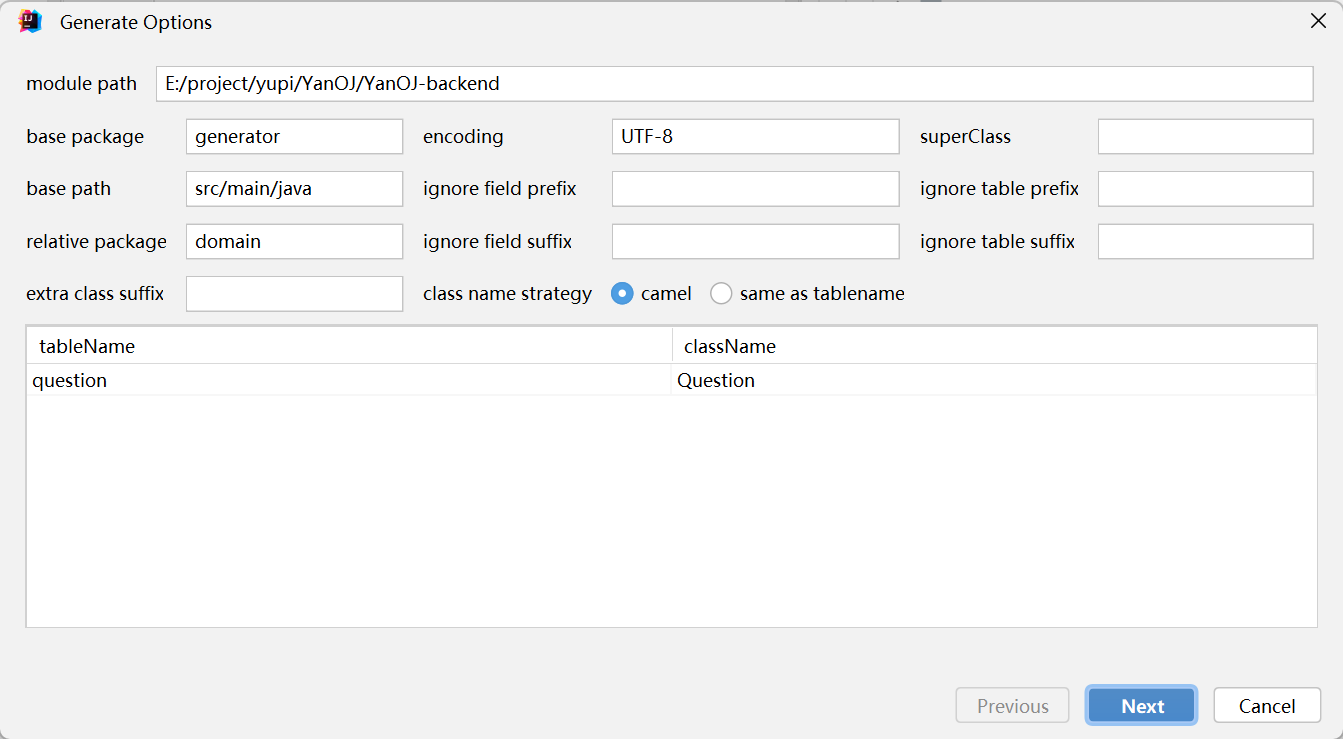 Generate Options
module path E:/project/yupi/YanOJ/YanOJ-backend
base package generator encoding UTF-8 superClass
base path src/main/java ignore field prefix ignore table prefix
relative package domain ignore field suffix ignore table suffix
extra class suffix class name strategy camel same as tablename
tableName className
question Question
Previous Next Cancel